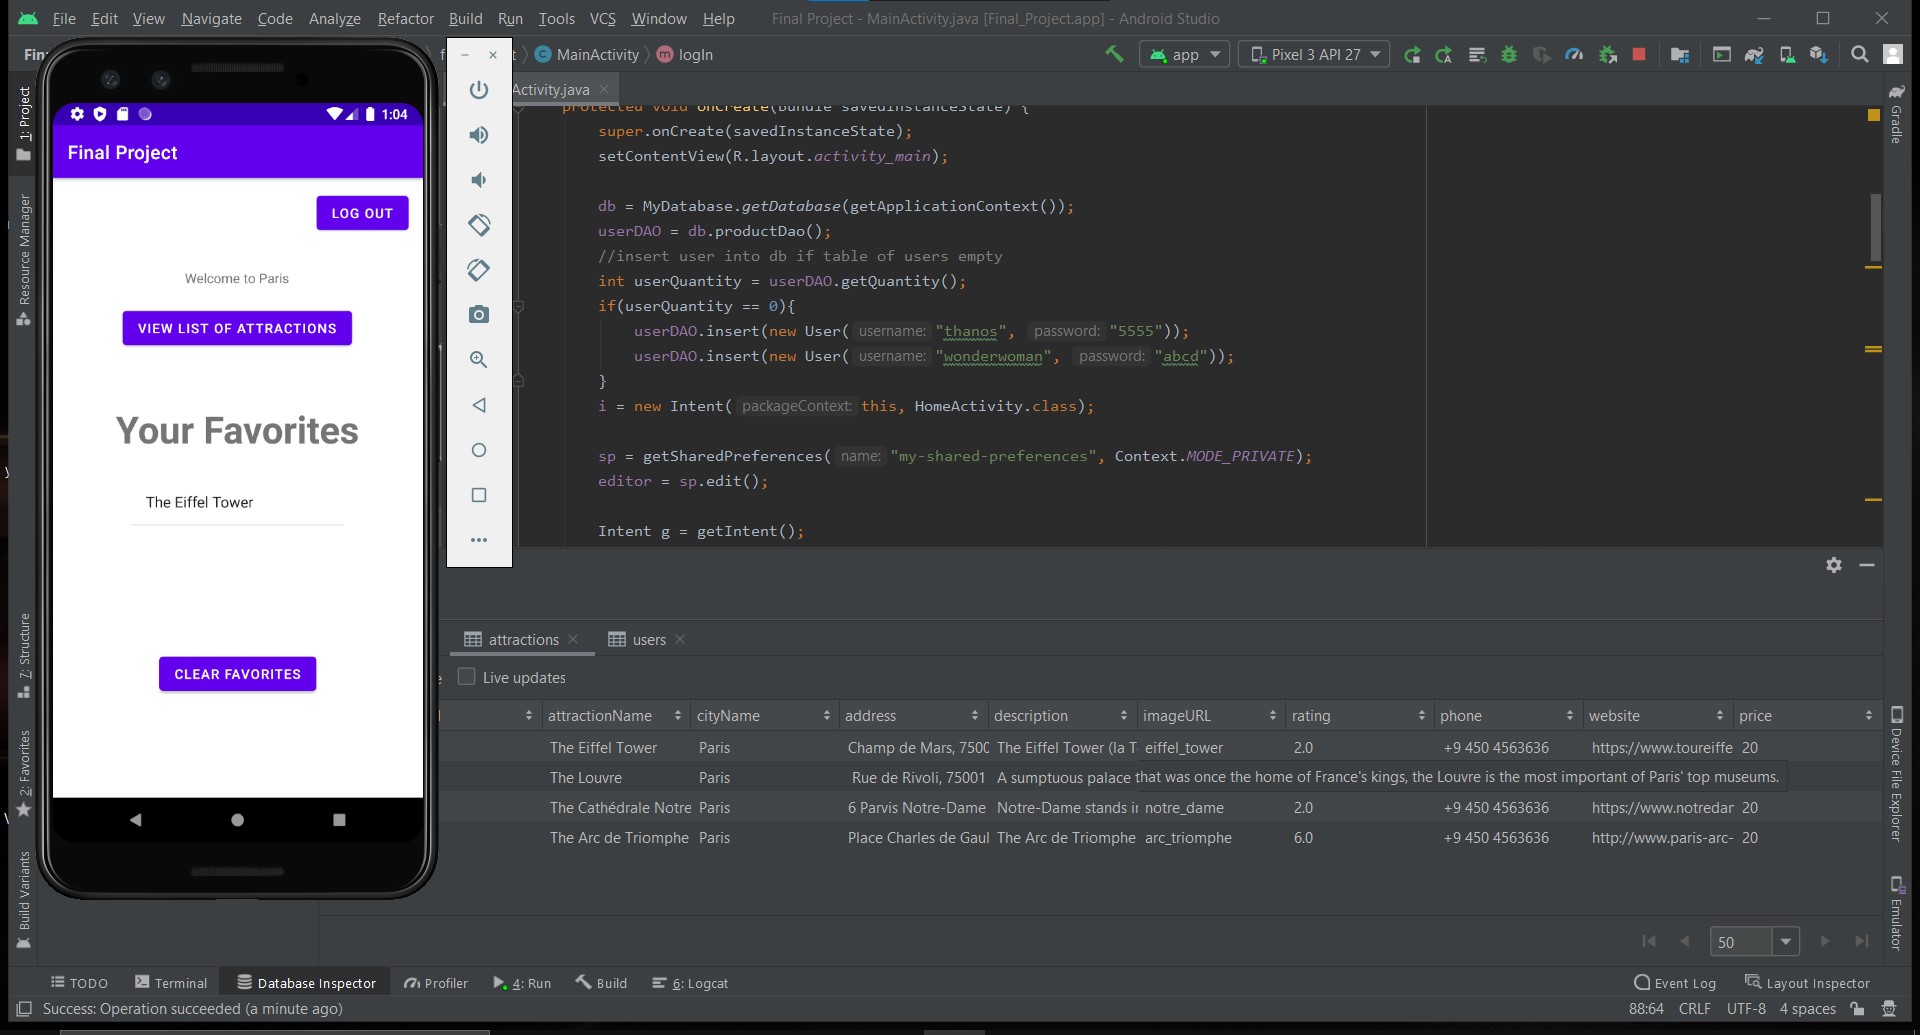 File Edit View Navigate Code Analyze Refactor Build Run Tools VCS Window Help Final Project - MainActivity.java [Final_Project.app] - Android Studio
MainActivity logIn app Pixel 3 API 27
Activity.java
1: Project
Resource Manager
7: Structure
2: Favorites
Build Variants
1:04
Final Project
LOG OUT
Welcome to Paris
VIEW LIST OF ATTRACTIONS
Your Favorites
The Eiffel Tower
CLEAR FAVORITES
protected void onCreate(Bundle savedInstanceState) {
super.onCreate(savedInstanceState);
setContentView(R.layout.activity_main);
db = MyDatabase.getDatabase(getApplicationContext());
userDAO = db.productDao();
//insert user into db if table of users empty
int userQuantity = userDAO.getQuantity();
if(userQuantity == 0){
userDAO.insert(new User( username: "thanos", password: "5555"));
userDAO.insert(new User( username: "wonderwoman", password: "abcd"));
}
i = new Intent( packageContext: this, HomeActivity.class);
sp = getSharedPreferences( name: "my-shared-preferences", Context.MODE_PRIVATE);
editor = sp.edit();
Intent g = getIntent();
attractions users
Live updates
attractionName cityName address description imageURL rating phone website price
The Eiffel Tower Paris Champ de Mars, 7500 The Eiffel Tower (la T eiffel_tower 2.0 +9 450 4563636 https://www.toureiffe 20
The Louvre Paris Rue de Rivoli, 75001 A sumptuous palace that was once the home of France's kings, the Louvre is the most important of Paris' top museums.
The Cathédrale Notre Paris 6 Parvis Notre-Dame Notre-Dame stands in notre_dame 2.0 +9 450 4563636 https://www.notredar 20
The Arc de Triomphe Paris Place Charles de Gaul The Arc de Triomphe arc_triomphe 6.0 +9 450 4563636 http://www.paris-arc- 20
50
Gradle
Device File Explorer
Emulator
TODO Terminal Database Inspector Profiler 4: Run Build 6: Logcat Event Log Layout Inspector
Success: Operation succeeded (a minute ago) 88:64 CRLF UTF-8 4 spaces